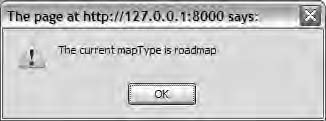 The page at http://127.0.0.1:8000 says:
The current mapType is roadmap
OK